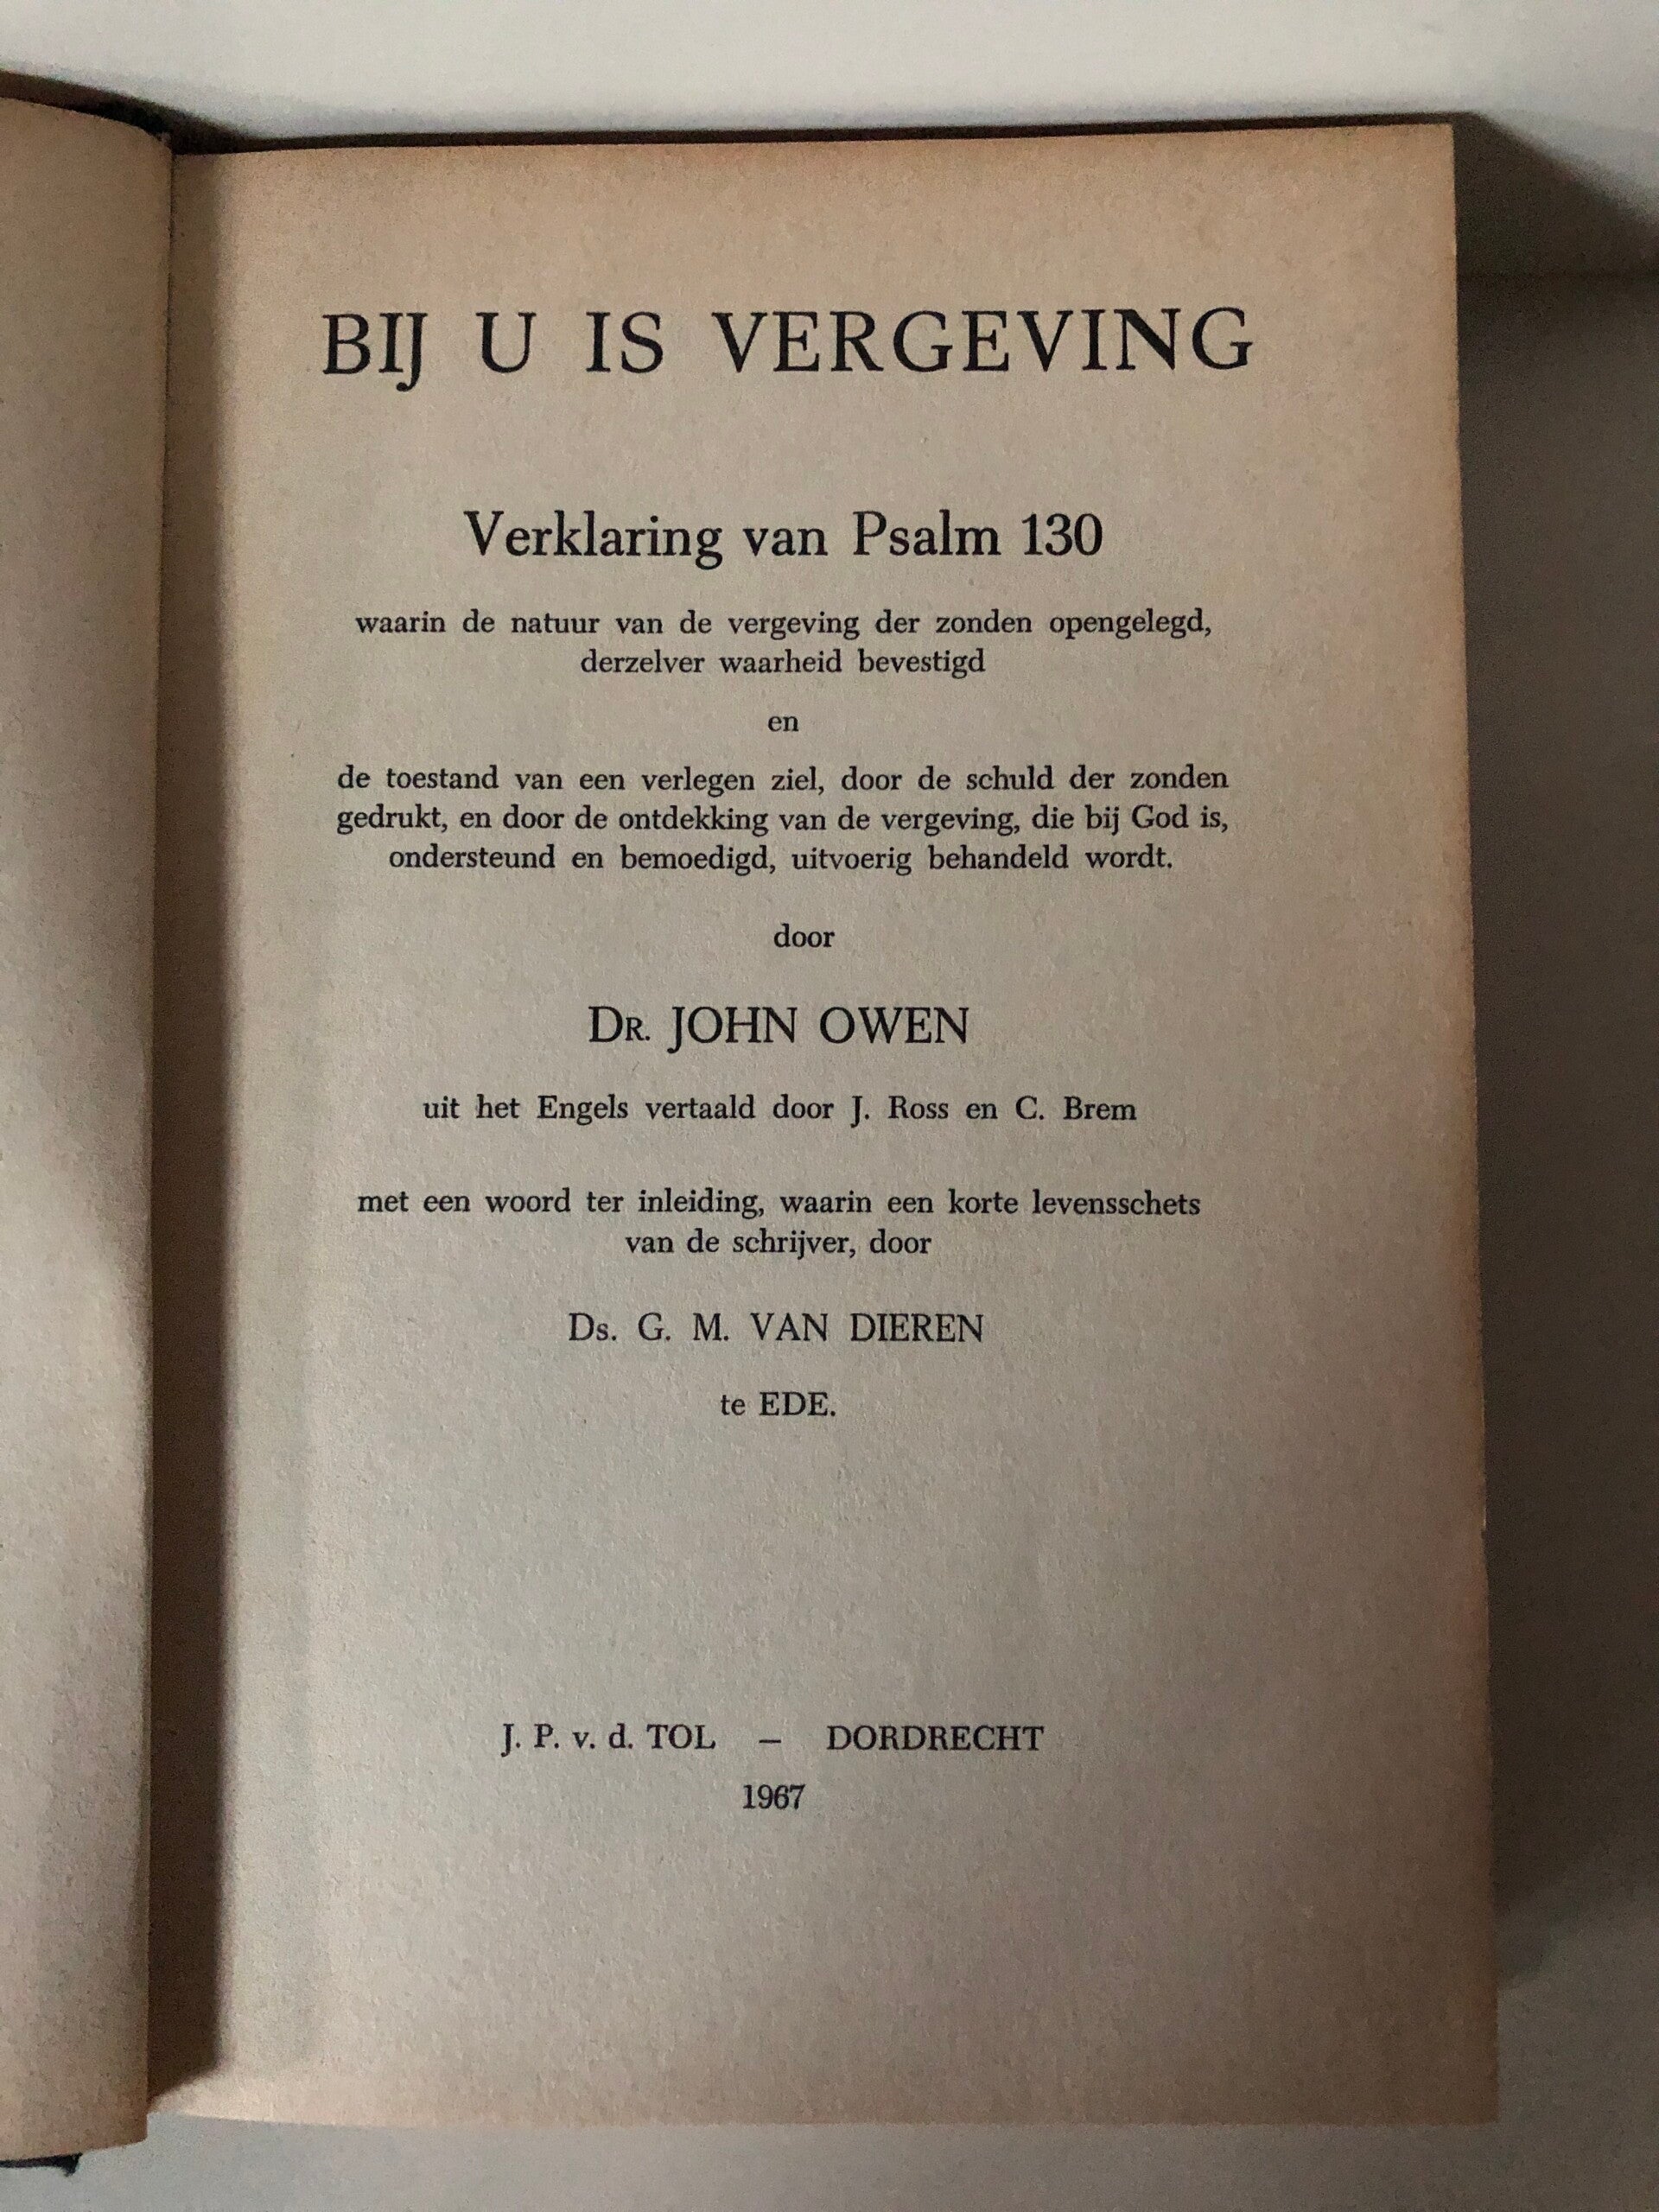 BIJ U IS VERGEVING
Verklaring van Psalm 130
waarin de natuur van de vergeving der zonden opengelegd,
derzelver waarheid bevestigd
en
de toestand van een verlegen ziel, door de schuld der zonden
gedrukt, en door de ontdekking van de vergeving, die bij God is,
ondersteund en bemoedigd, uitvoerig behandeld wordt.
door
DR. JOHN OWEN
uit het Engels vertaald door J. Ross en C. Brem
met een woord ter inleiding, waarin een korte levensschets
van de schrijver, door
Ds. G. M. VAN DIEREN
te EDE.
J. P. v. d. TOL – DORDRECHT
1967